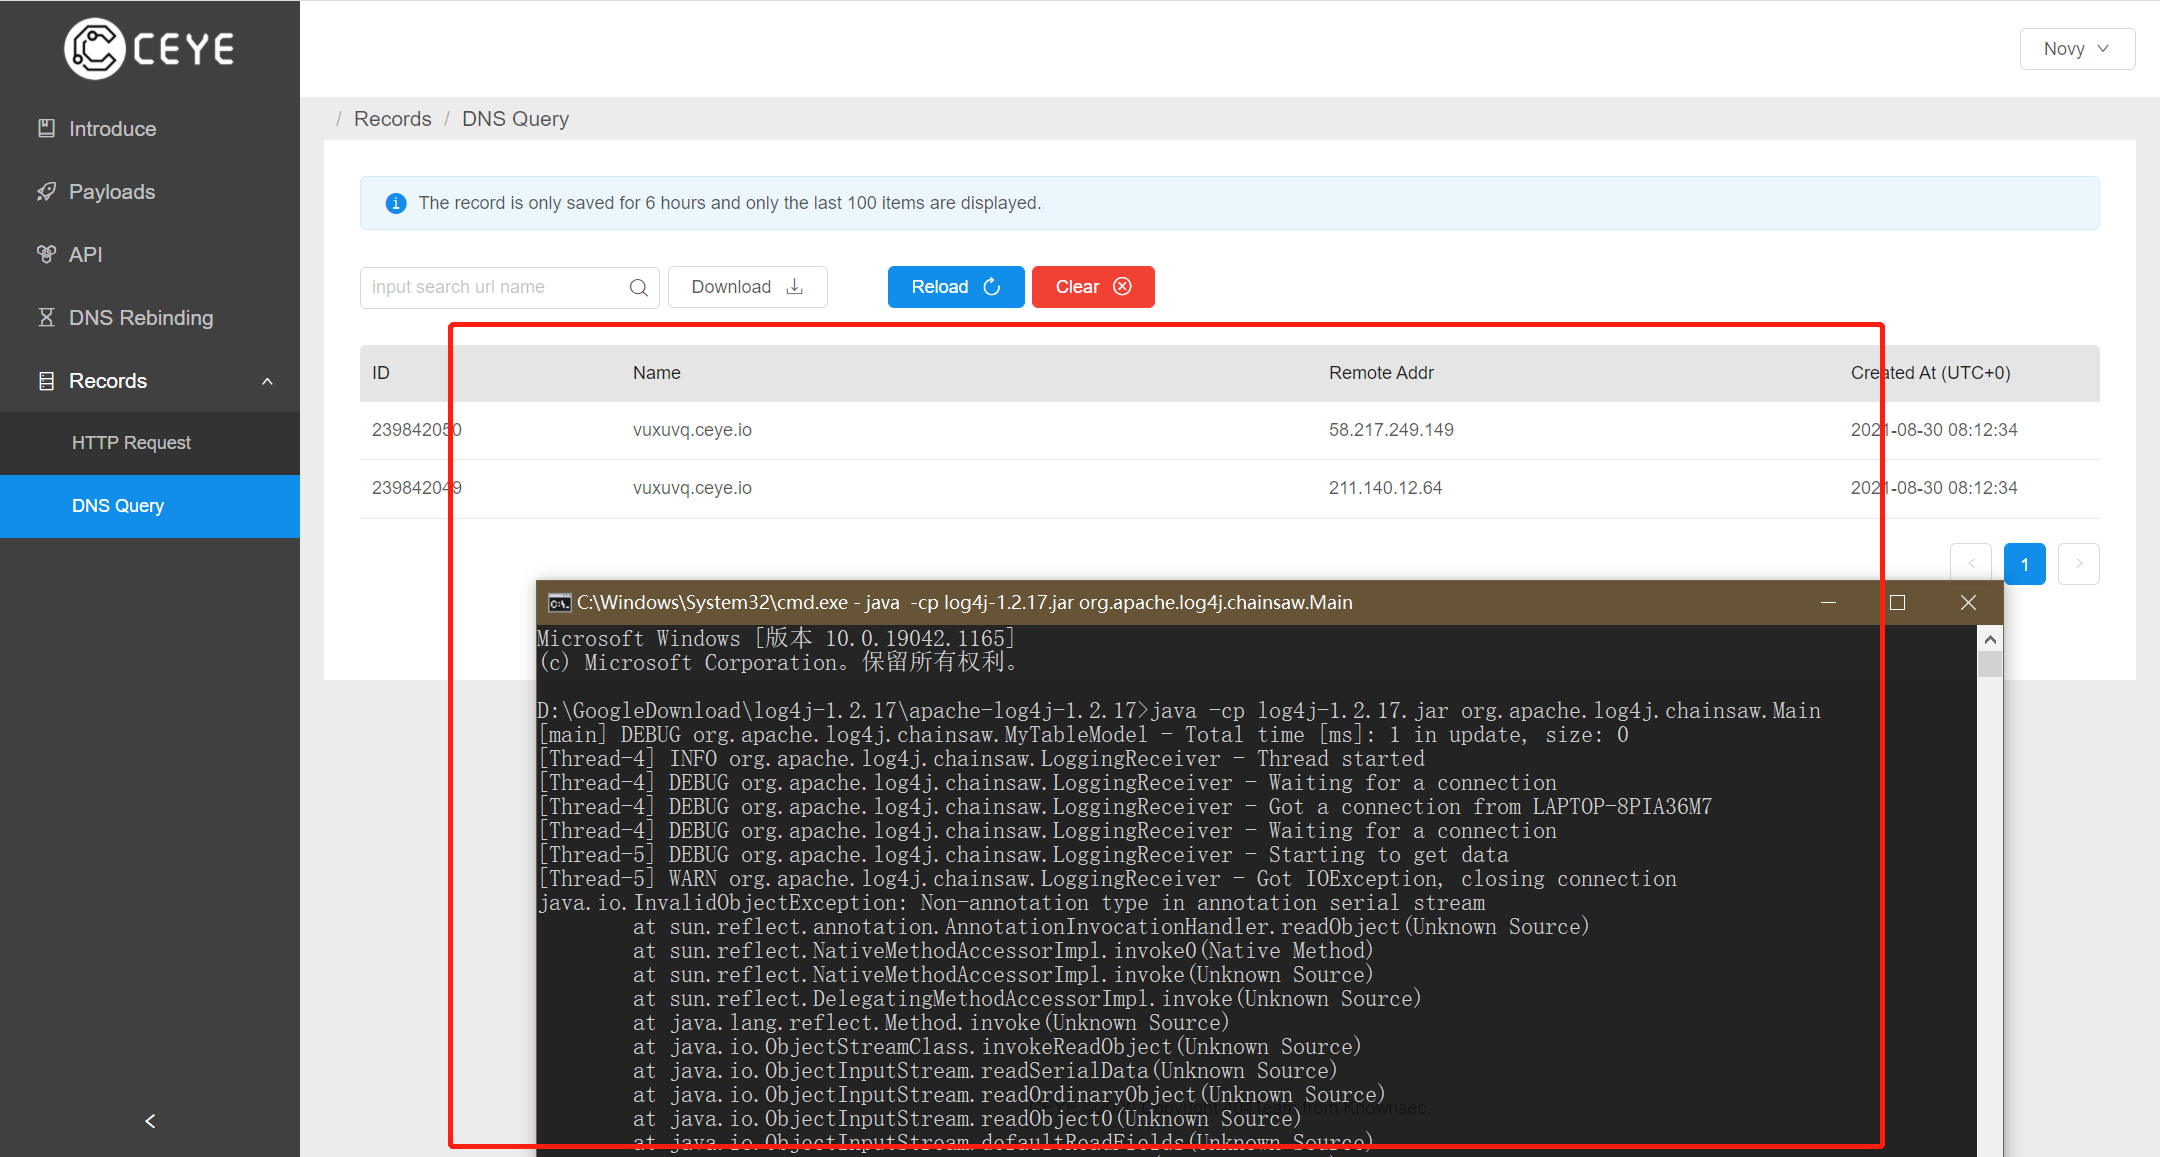 CEYE
Novy
Introduce
Payloads
API
DNS Rebinding
Records
HTTP Request
DNS Query
/ Records / DNS Query
The record is only saved for 6 hours and only the last 100 items are displayed.
input search url name
Download
Reload
Clear
ID Name Remote Addr Created At (UTC+0)
239842050 vuxuvq.ceye.io 58.217.249.149 2021-08-30 08:12:34
239842049 vuxuvq.ceye.io 211.140.12.64 2021-08-30 08:12:34
< 1 >
C:\Windows\System32\cmd.exe - java -cp log4j-1.2.17.jar org.apache.log4j.chainsaw.Main
Microsoft Windows [版本 10.0.19042.1165]
(c) Microsoft Corporation。保留所有权利。
D:\GoogleDownload\log4j-1.2.17\apache-log4j-1.2.17>java -cp log4j-1.2.17.jar org.apache.log4j.chainsaw.Main
[main] DEBUG org.apache.log4j.chainsaw.MyTableModel - Total time [ms]: 1 in update, size: 0
[Thread-4] INFO org.apache.log4j.chainsaw.LoggingReceiver - Thread started
[Thread-4] DEBUG org.apache.log4j.chainsaw.LoggingReceiver - Waiting for a connection
[Thread-4] DEBUG org.apache.log4j.chainsaw.LoggingReceiver - Got a connection from LAPTOP-8PIA36M7
[Thread-4] DEBUG org.apache.log4j.chainsaw.LoggingReceiver - Waiting for a connection
[Thread-5] DEBUG org.apache.log4j.chainsaw.LoggingReceiver - Starting to get data
[Thread-5] WARN org.apache.log4j.chainsaw.LoggingReceiver - Got IOException, closing connection
java.io.InvalidObjectException: Non-annotation type in annotation serial stream
at sun.reflect.annotation.AnnotationInvocationHandler.readObject(Unknown Source)
at sun.reflect.NativeMethodAccessorImpl.invoke0(Native Method)
at sun.reflect.NativeMethodAccessorImpl.invoke(Unknown Source)
at sun.reflect.DelegatingMethodAccessorImpl.invoke(Unknown Source)
at java.lang.reflect.Method.invoke(Unknown Source)
at java.io.ObjectStreamClass.invokeReadObject(Unknown Source)
at java.io.ObjectInputStream.readSerialData(Unknown Source)
at java.io.ObjectInputStream.readOrdinaryObject(Unknown Source)
at java.io.ObjectInputStream.readObject0(Unknown Source)
at java.io.ObjectInputStream.defaultReadFields(Unknown Source)